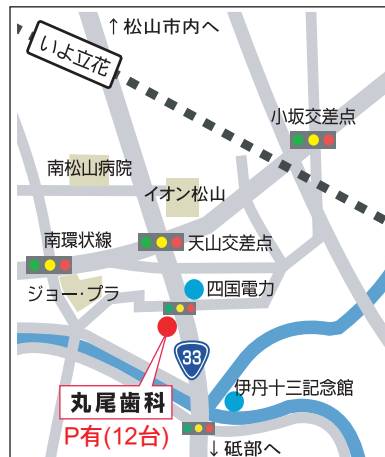 ↑松山市内へ
いよ立花
小坂交差点
南松山病院
イオン松山
南環状線
天山交差点
ジョー・プラ
四国電力
33
丸尾歯科
P有(12台)
伊丹十三記念館
↓砥部へ